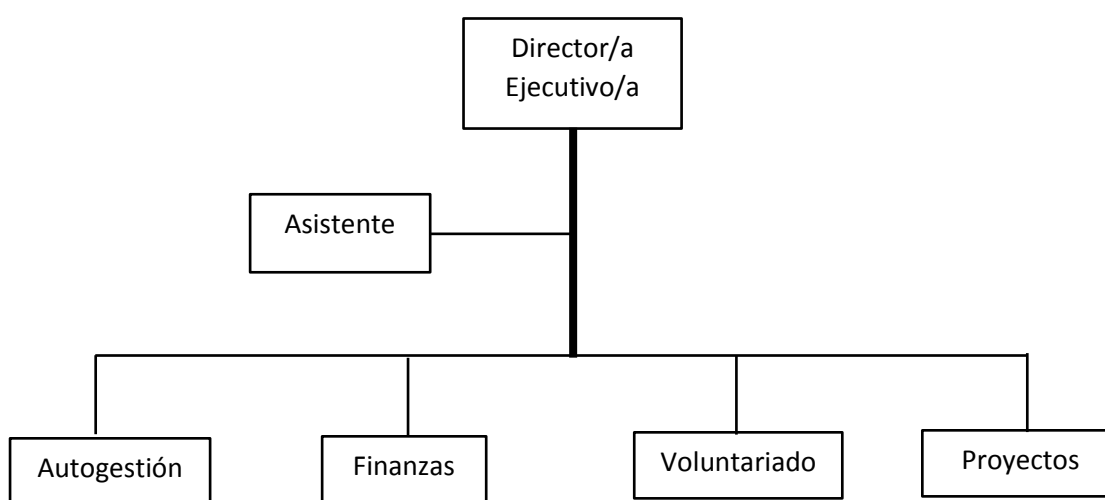 Director/a
Ejecutivo/a
Asistente
Autogestión
Finanzas
Voluntariado
Proyectos